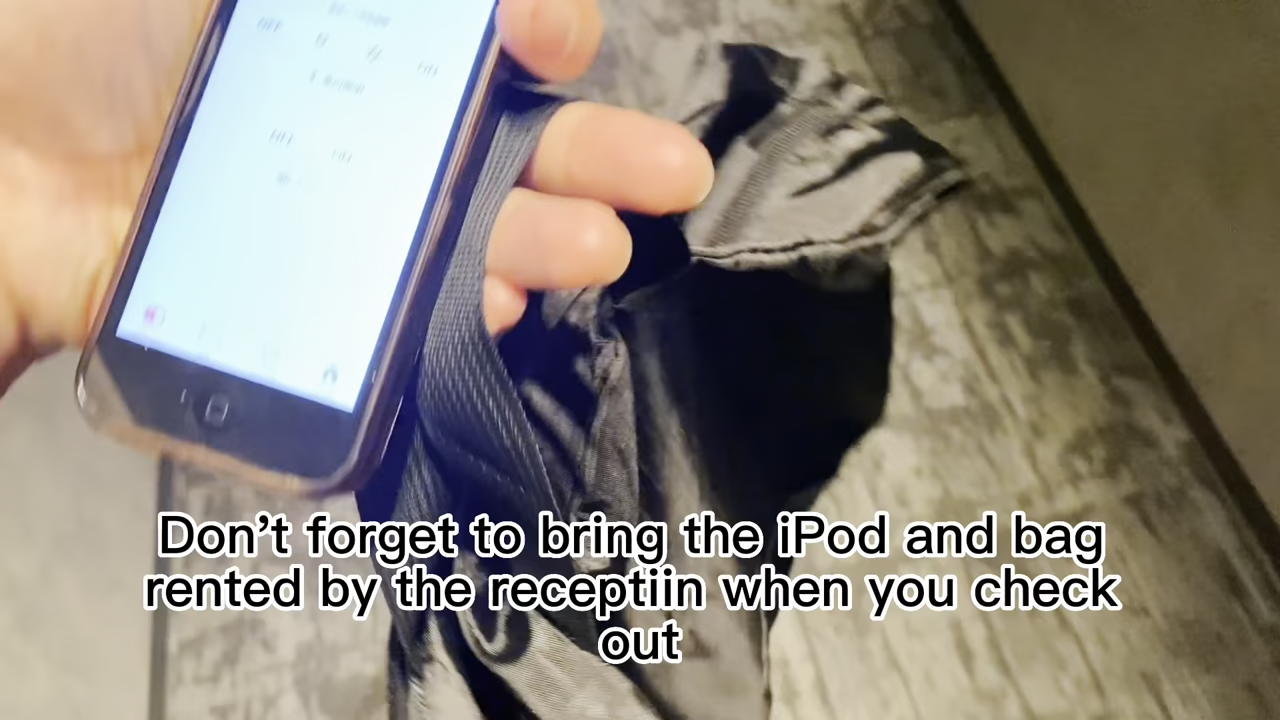 Don't forget to bring the iPod and bag
rented by the receptiin when you check
out